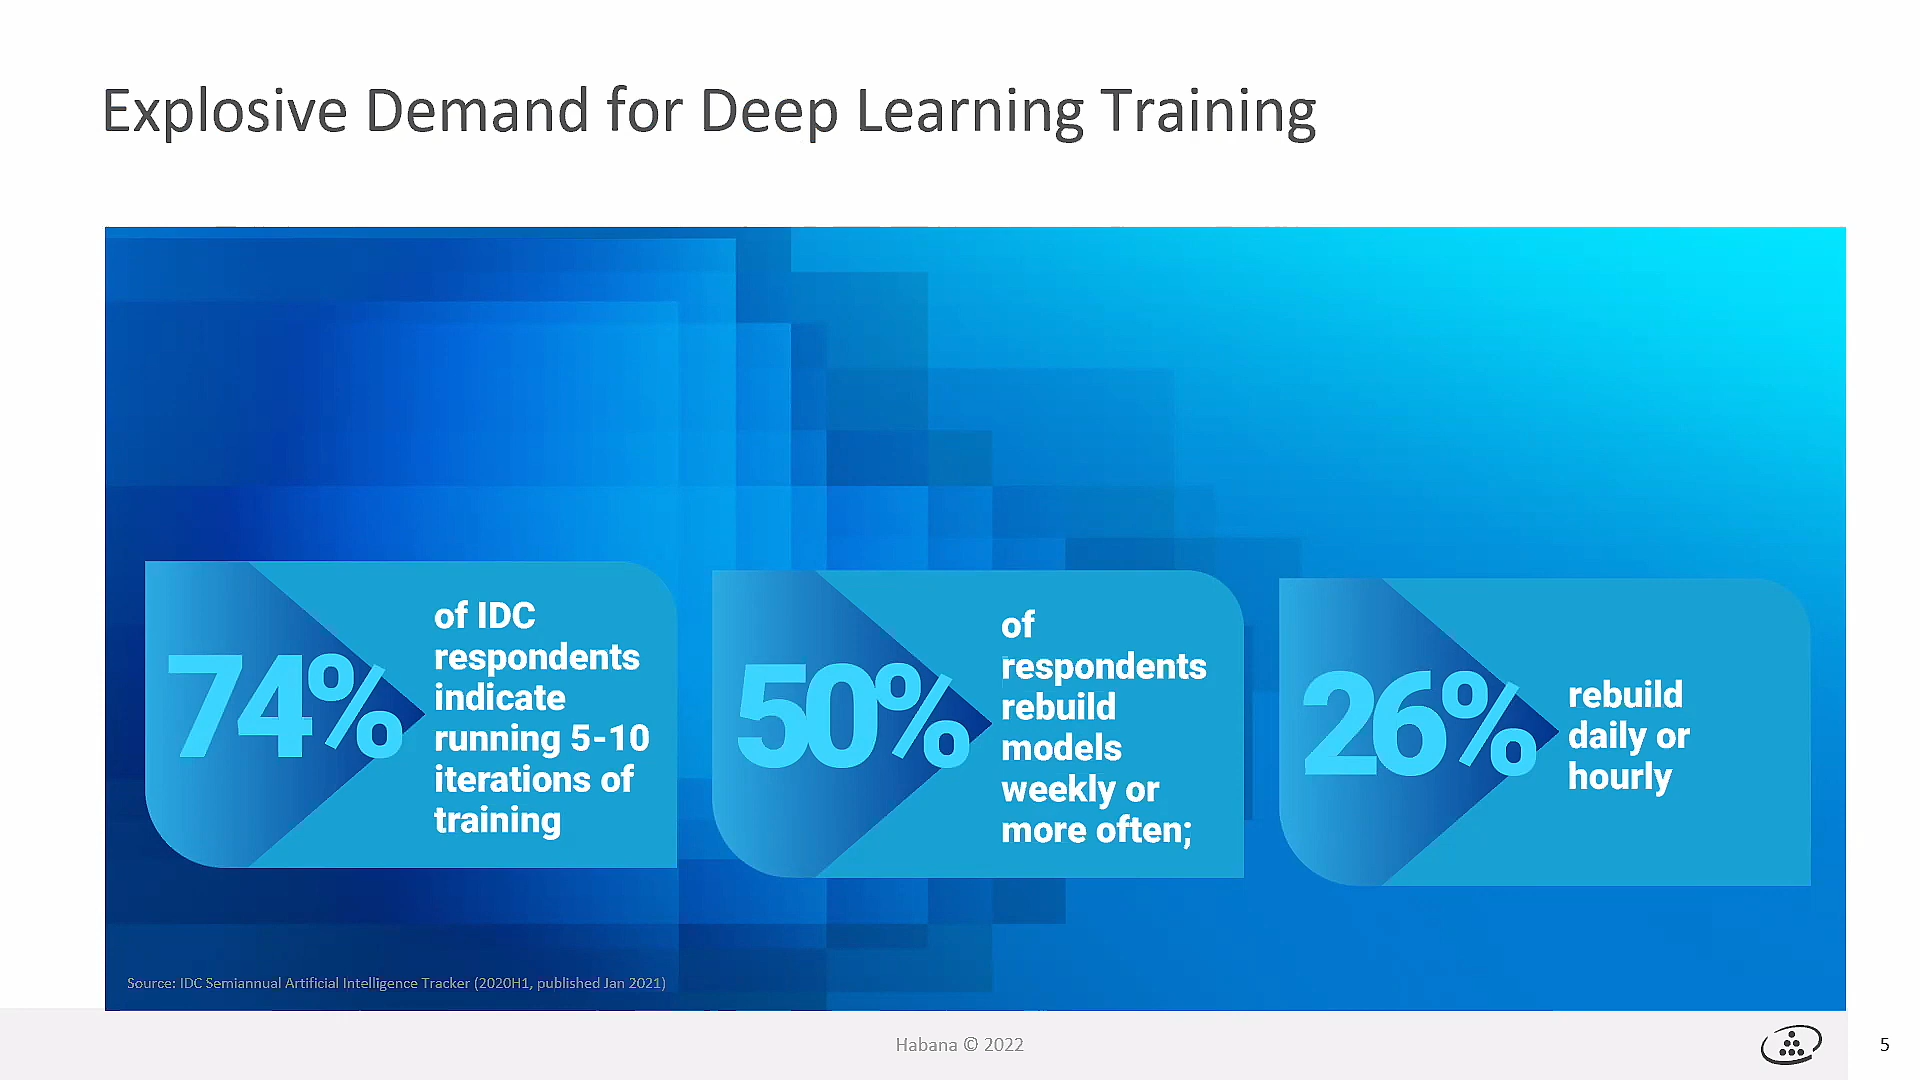 Explosive Demand for Deep Learning Training
74%
of IDC
respondents
indicate
running 5-10
iterations of
training
50%
of
respondents
rebuild
models
weekly or
more often;
26%
rebuild
daily or
hourly
Source: IDC Semiannual Artificial Intelligence Tracker (2020H1, published Jan 2021)
Habana © 2022
5